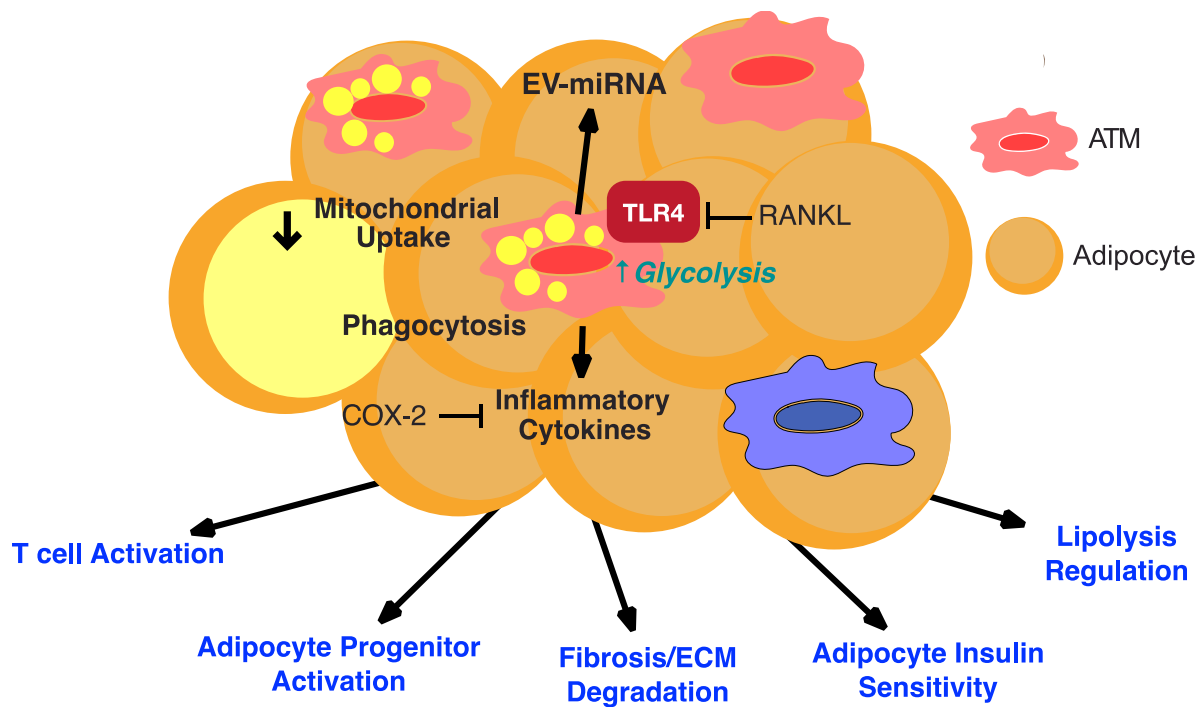 EV-miRNA
ATM
Mitochondrial
Uptake
TLR4
RANKL
Adipocyte
↑ Glycolysis
Phagocytosis
COX-2
Inflammatory
Cytokines
T cell Activation
Adipocyte Progenitor
Activation
Fibrosis/ECM
Degradation
Adipocyte Insulin
Sensitivity
Lipolysis
Regulation